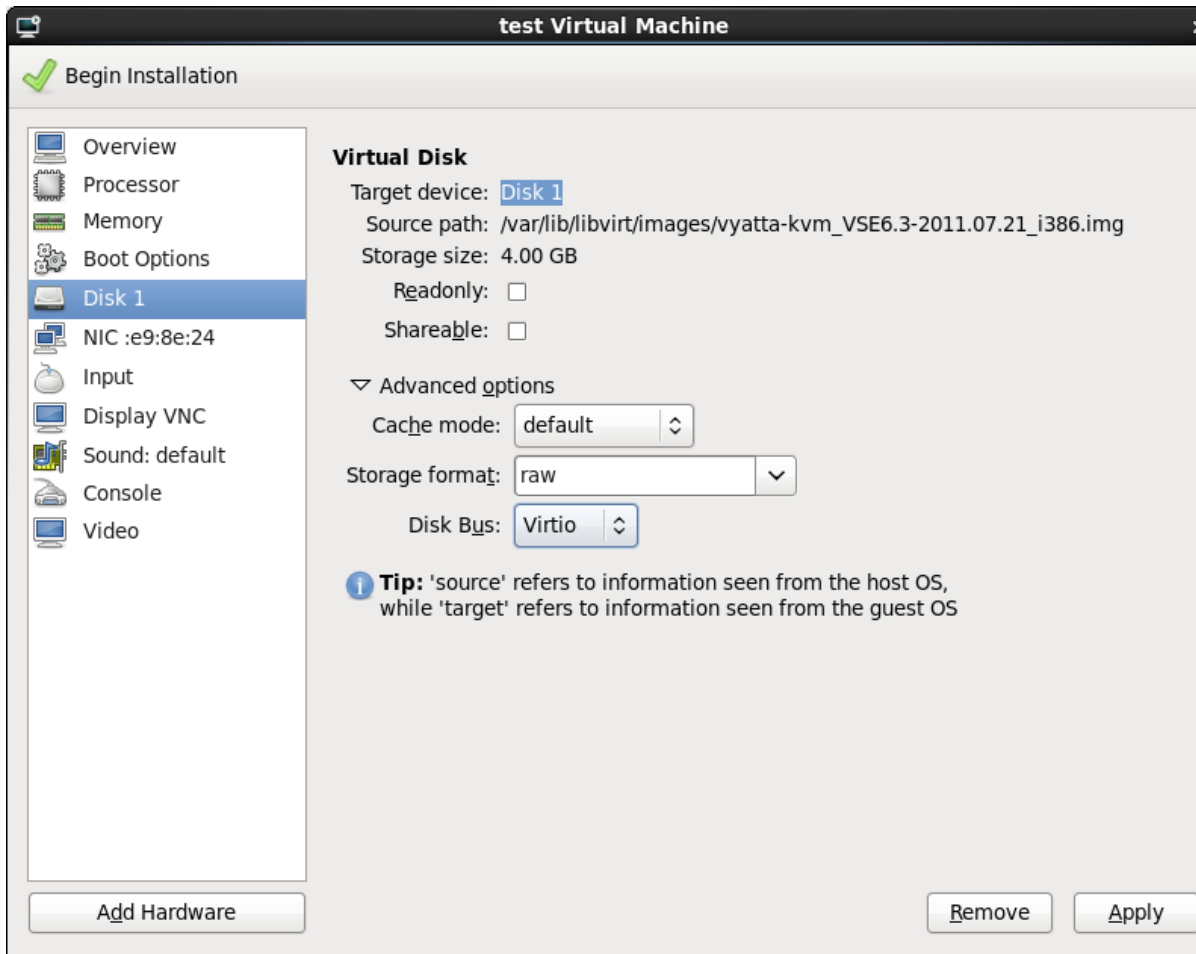 test Virtual Machine
Begin Installation
Overview
Processor
Memory
Boot Options
Disk 1
NIC :e9:8e:24
Input
Display VNC
Sound: default
Console
Video
Add Hardware
Virtual Disk
Target device: Disk 1
Source path: /var/lib/libvirt/images/vyatta-kvm_VSE6.3-2011.07.21_i386.img
Storage size: 4.00 GB
Readonly:
Shareable:
Advanced options
Cache mode: default
Storage format: raw
Disk Bus: Virtio
Tip: 'source' refers to information seen from the host OS,
while 'target' refers to information seen from the guest OS
Remove
Apply